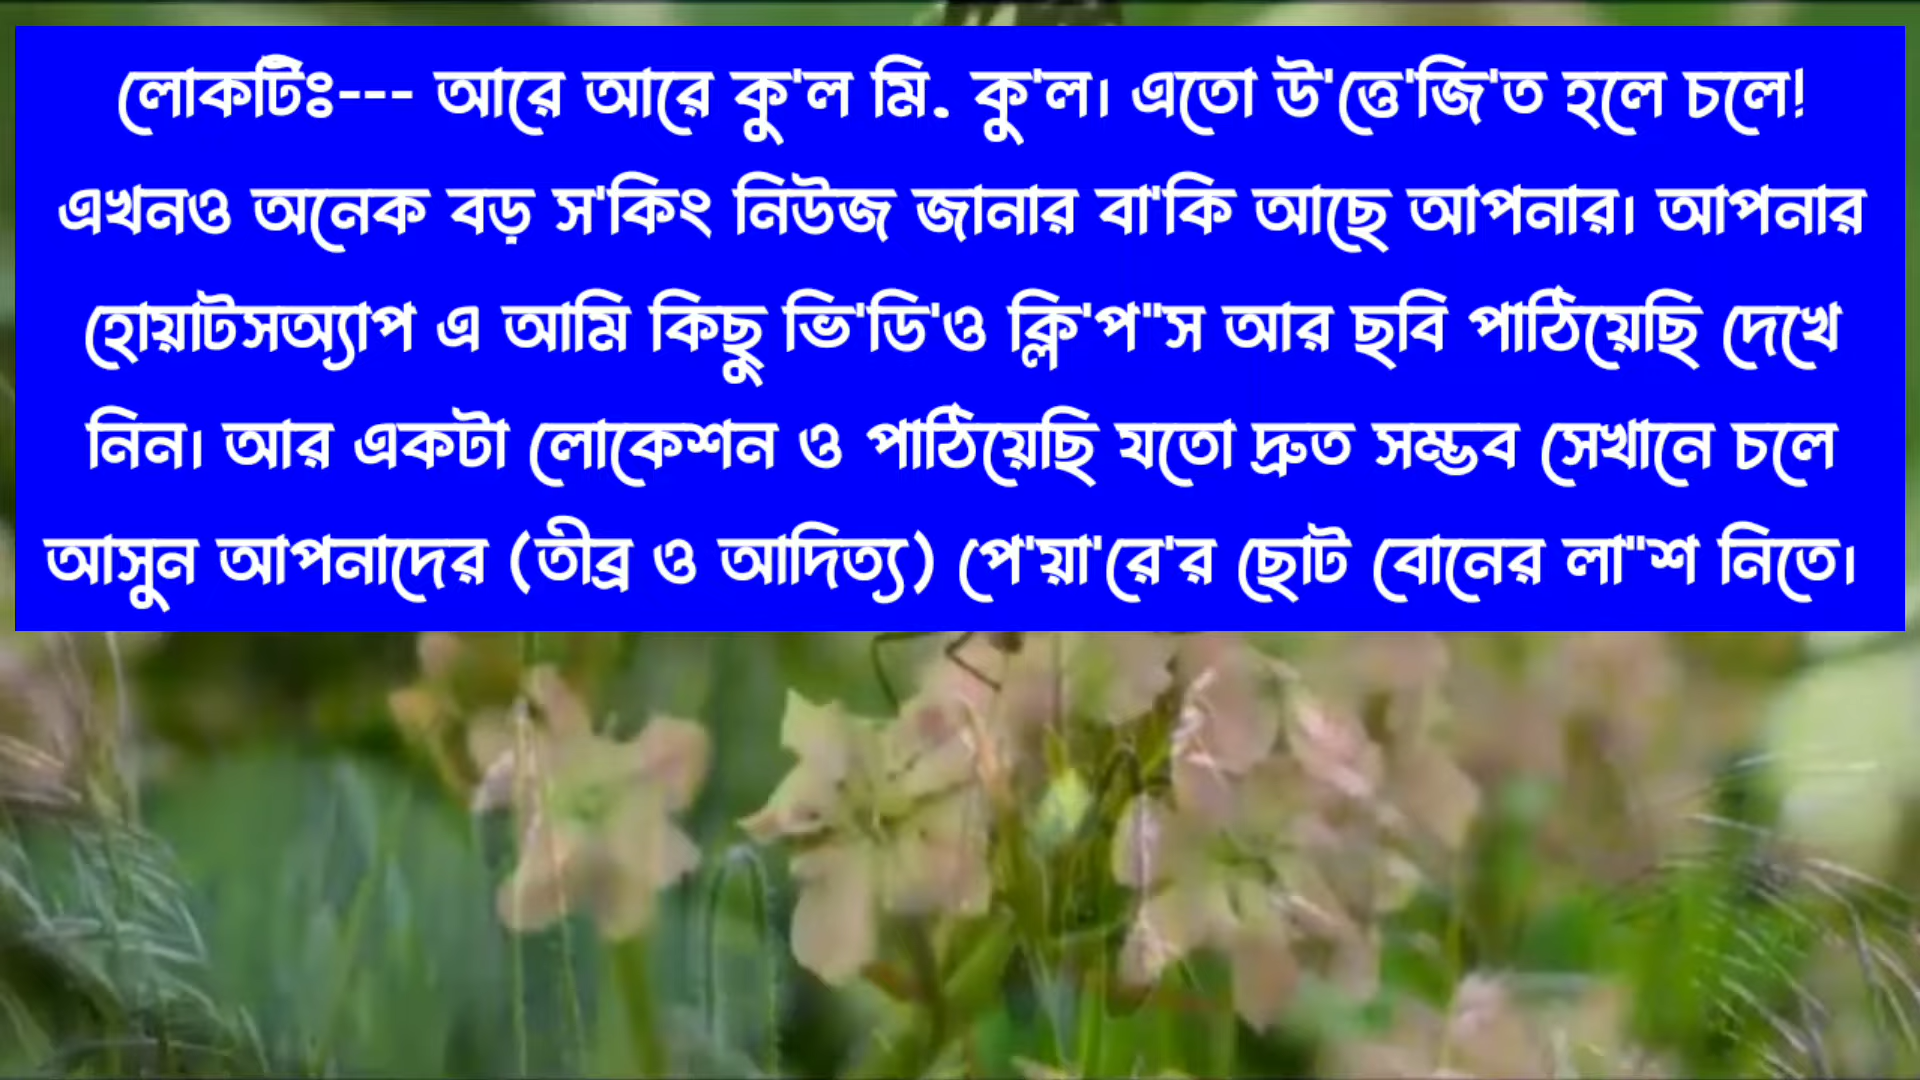 লোকটিঃ--- আরে আরে কু'ল মি. কু'ল। এতো উ'ত্তে'জি'ত হলে চলে!
এখনও অনেক বড় স'কিং নিউজ জানার বা'কি আছে আপনার। আপনার
হোয়াটসঅ্যাপ এ আমি কিছু ভি'ডি'ও ক্লি'প"স আর ছবি পাঠিয়েছি দেখে
নিন। আর একটা লোকেশন ও পাঠিয়েছি যতো দ্রুত সম্ভব সেখানে চলে
আসুন আপনাদের (তীব্র ও আদিত্য) পে'য়া'রে'র ছোট বোনের লা"শ নিতে।